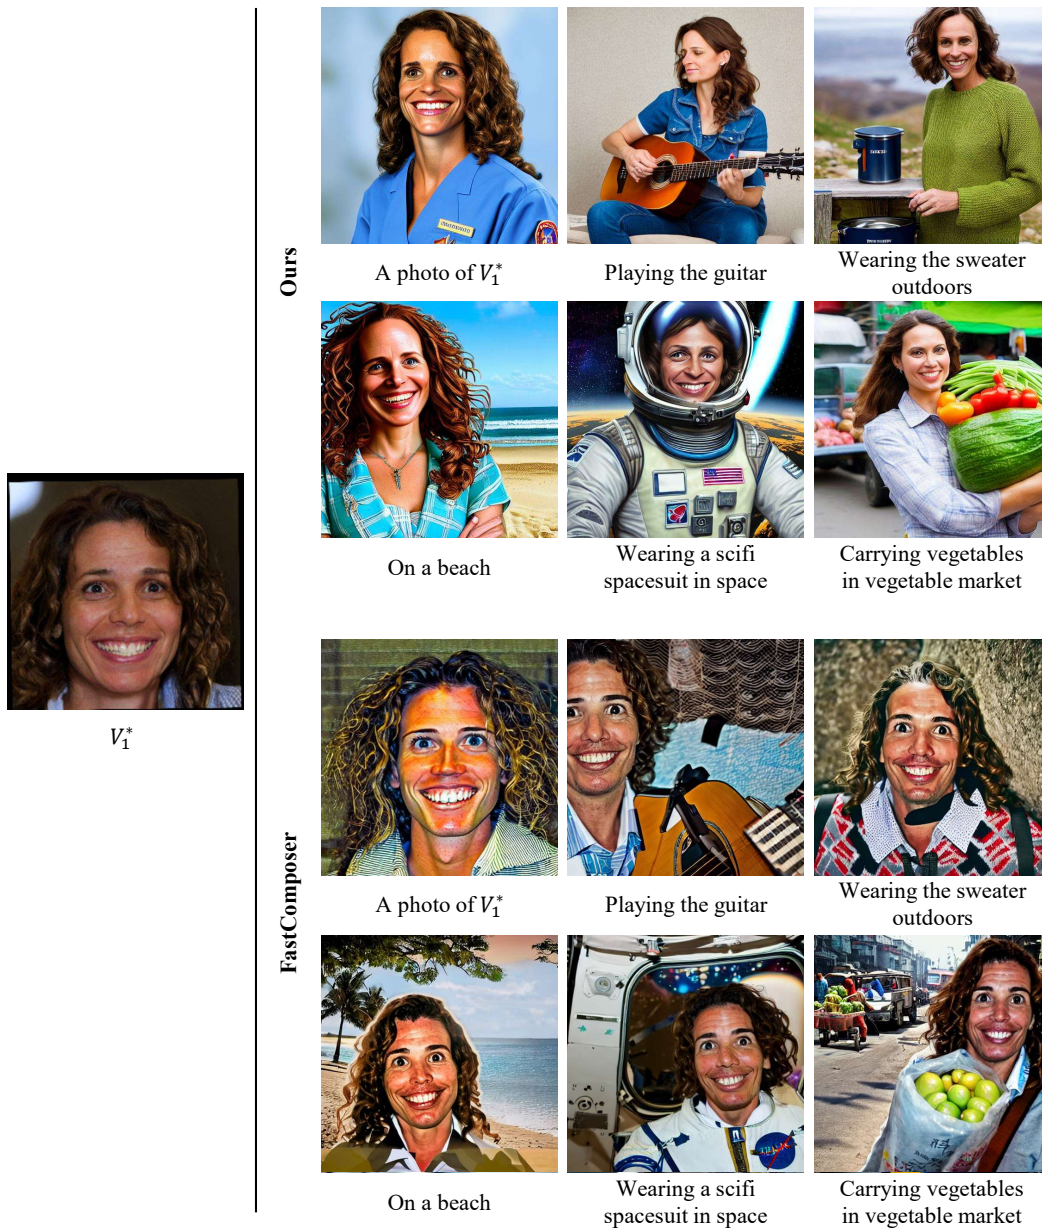 Ours
A photo of V₁*
Playing the guitar
Wearing the sweater
outdoors
On a beach
Wearing a scifi
spacesuit in space
Carrying vegetables
in vegetable market
V₁*
FastComposer
A photo of V₁*
Playing the guitar
Wearing the sweater
outdoors
On a beach
Wearing a scifi
spacesuit in space
Carrying vegetables
in vegetable market